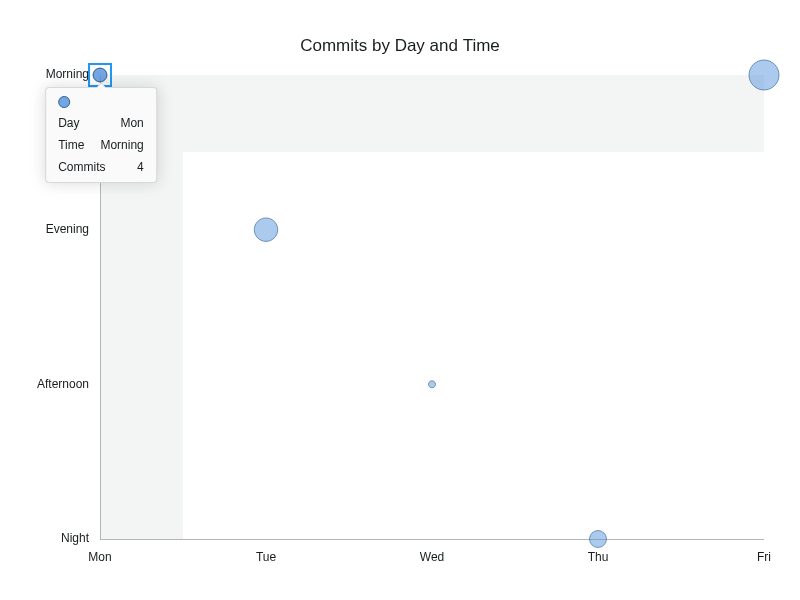 Commits by Day and Time
Morning
Day Mon
Time Morning
Commits 4
Evening
Afternoon
Night
Mon Tue Wed Thu Fri